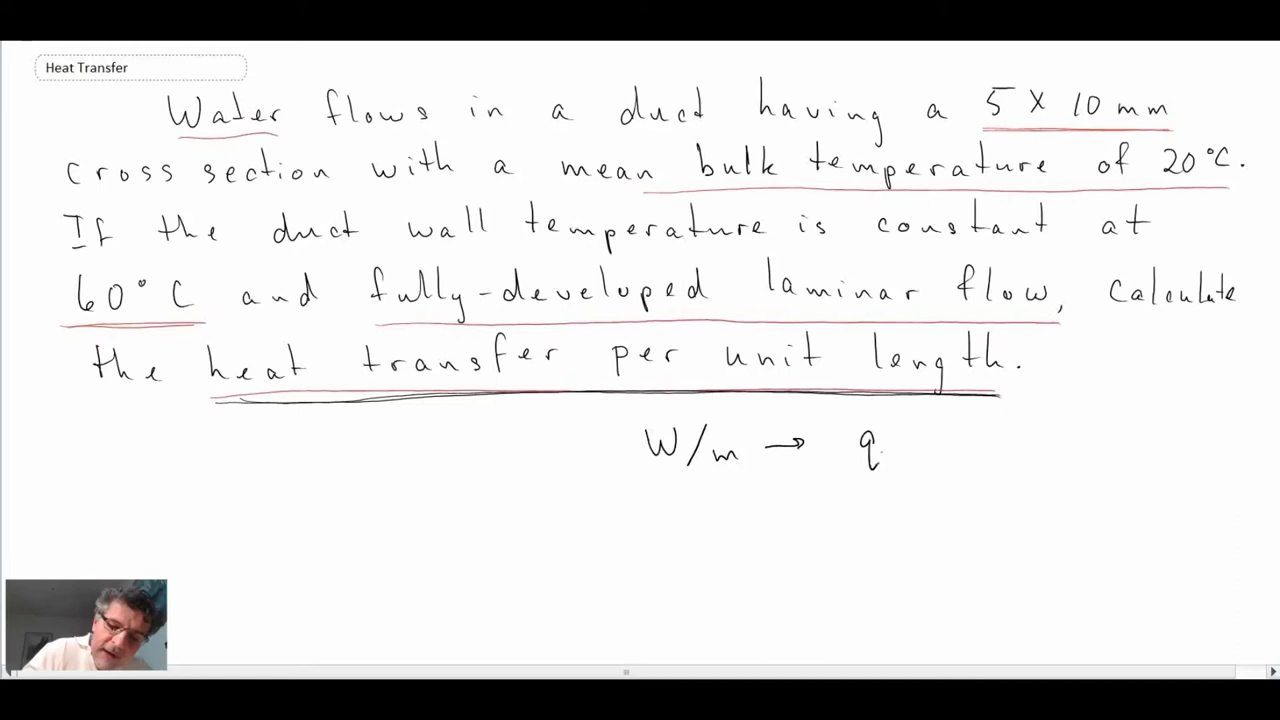 Heat Transfer
Water flows in a duct having a 5 X 10 mm
cross section with a mean bulk temperature of 20°C.
If the duct wall temperature is constant at
60°C and fully-developed laminar flow, calculate
the heat transfer per unit length.
W/m → q